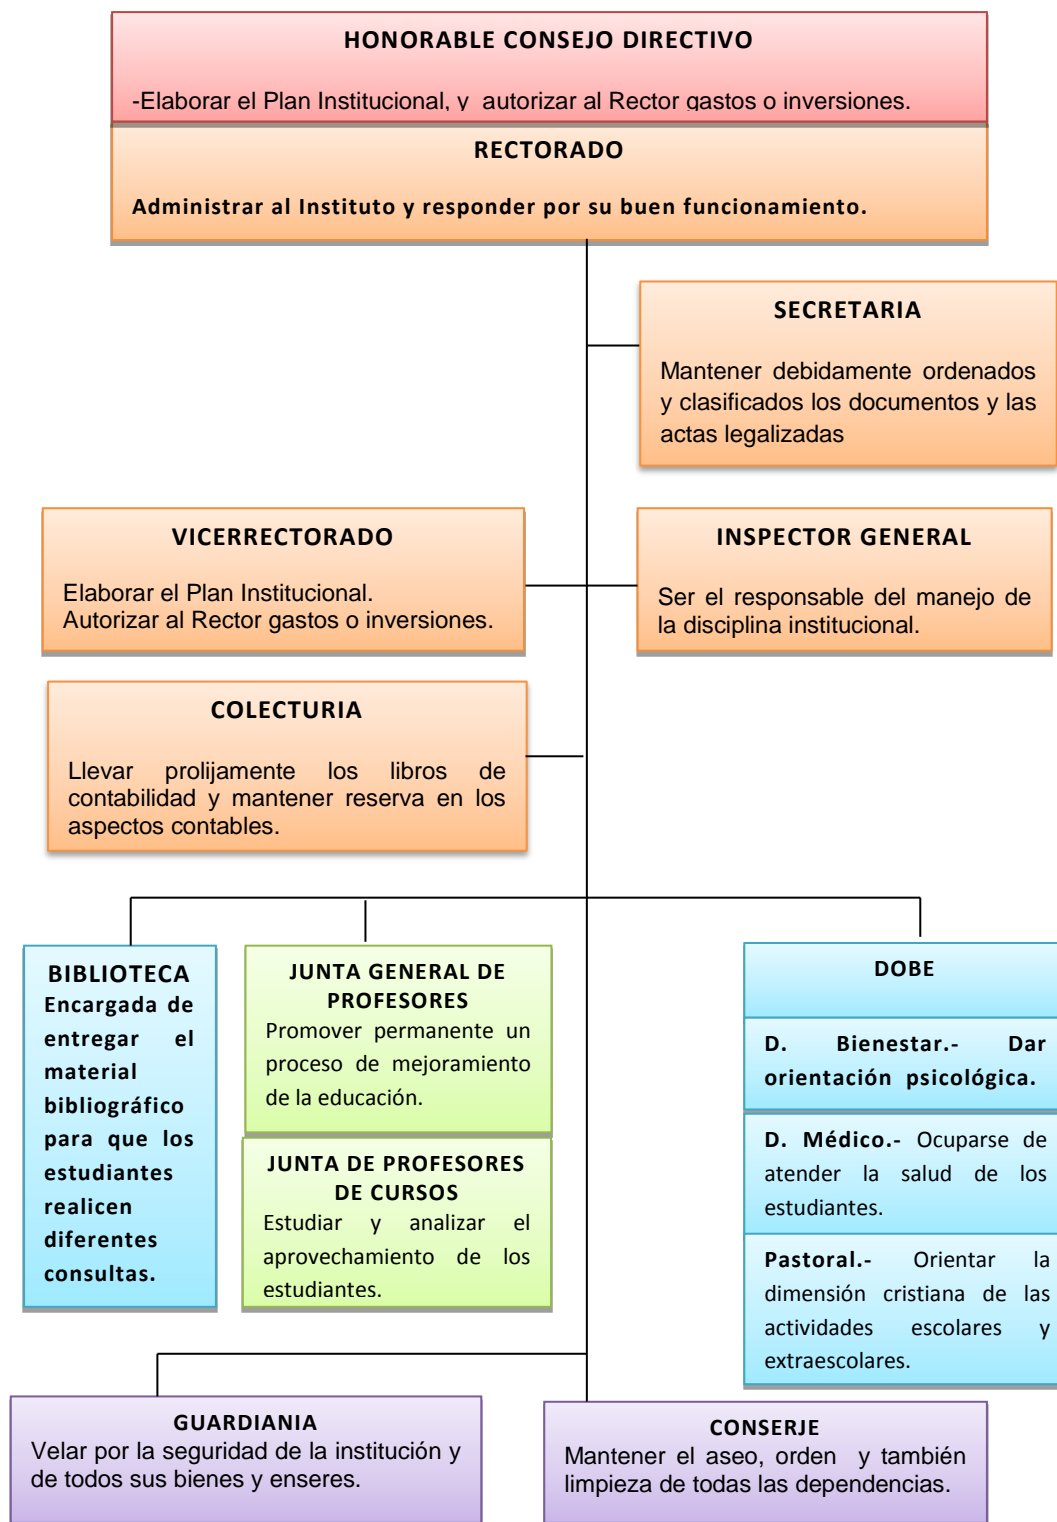 HONORABLE CONSEJO DIRECTIVO
-Elaborar el Plan Institucional, y autorizar al Rector gastos o inversiones.
RECTORADO
Administrar al Instituto y responder por su buen funcionamiento.
SECRETARIA
Mantener debidamente ordenados
y clasificados los documentos y las
actas legalizadas
VICERRECTORADO
Elaborar el Plan Institucional.
Autorizar al Rector gastos o inversiones.
INSPECTOR GENERAL
Ser el responsable del manejo de
la disciplina institucional.
COLECTURIA
Llevar prolijamente los libros de
contabilidad y mantener reserva en los
aspectos contables.
BIBLIOTECA
Encargada de
entregar el
material
bibliográfico
para que los
estudiantes
realicen
diferentes
consultas.
JUNTA GENERAL DE
PROFESORES
Promover permanente un
proceso de mejoramiento
de la educación.
JUNTA DE PROFESORES
DE CURSOS
Estudiar y analizar el
aprovechamiento de los
estudiantes.
DOBE
D. Bienestar.- Dar
orientación psicológica.
D. Médico.- Ocuparse de
atender la salud de los
estudiantes.
Pastoral.- Orientar la
dimensión cristiana de las
actividades escolares y
extraescolares.
GUARDIANIA
Velar por la seguridad de la institución y
de todos sus bienes y enseres.
CONSERJE
Mantener el aseo, orden y también
limpieza de todas las dependencias.